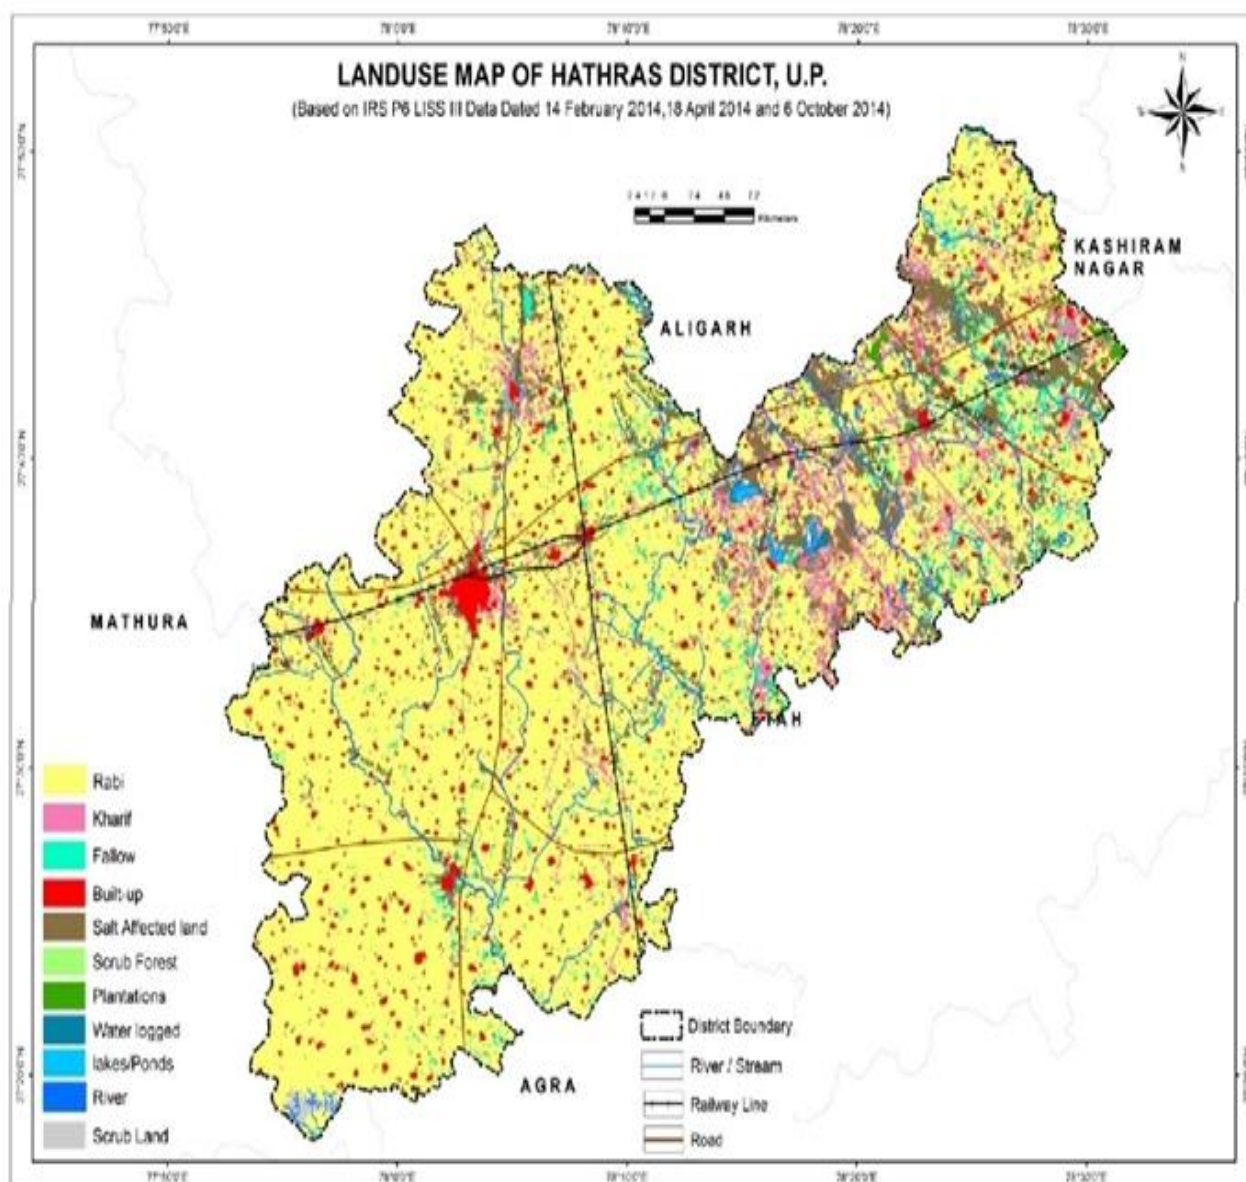 LANDUSE MAP OF HATHRAS DISTRICT, U.P.
(Based on IRS P6 LISS III Data Dated 14 February 2014,18 April 2014 and 6 October 2014)
N
Kilometers
KASHIRAM
NAGAR
ALIGARH
MATHURA
ETAH
AGRA
Rabi
Kharif
Fallow
Built-up
Salt Affected land
Scrub Forest
Plantations
Water logged
lakes/Ponds
River
Scrub Land
District Boundary
River / Stream
Railway Line
Road